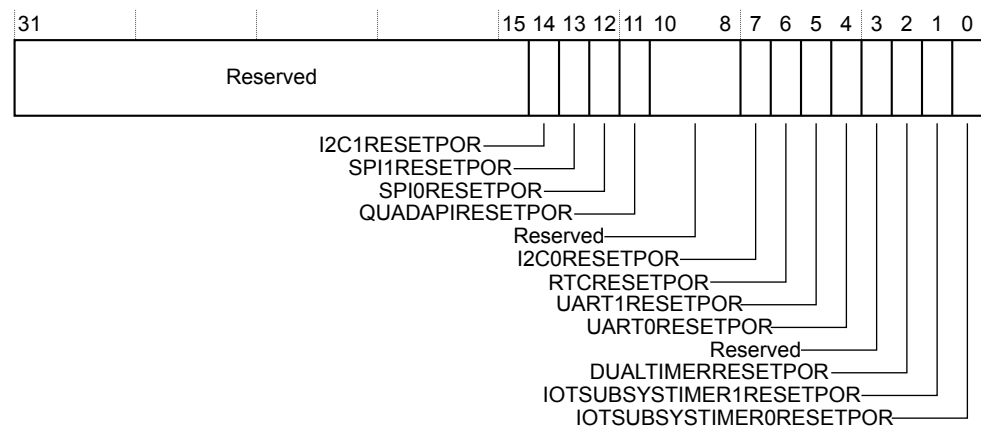 31 15 14 13 12 11 10 8 7 6 5 4 3 2 1 0
Reserved
I2C1RESETPOR
SPI1RESETPOR
SPI0RESETPOR
QUADAPIRESETPOR
Reserved
I2C0RESETPOR
RTCRESETPOR
UART1RESETPOR
UART0RESETPOR
Reserved
DUALTIMERRESETPOR
IOTSUBSYSTIMER1RESETPOR
IOTSUBSYSTIMER0RESETPOR